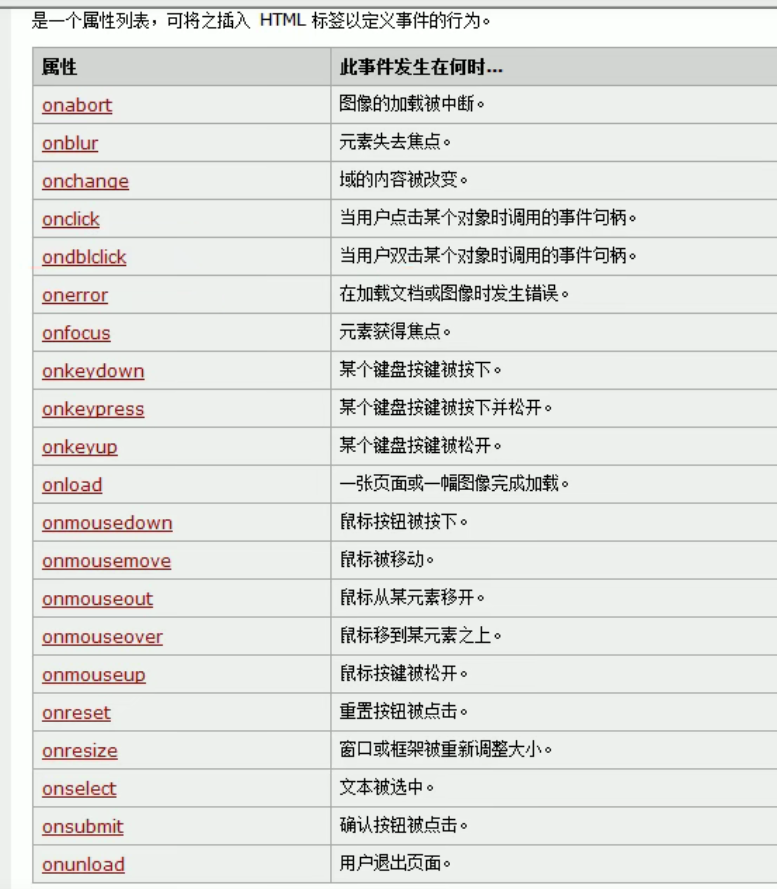 是一个属性列表，可将之插入 HTML 标签以定义事件的行为。
属性 此事件发生在何时...
onabort 图像的加载被中断。
onblur 元素失去焦点。
onchange 域的内容被改变。
onclick 当用户点击某个对象时调用的事件句柄。
ondblclick 当用户双击某个对象时调用的事件句柄。
onerror 在加载文档或图像时发生错误。
onfocus 元素获得焦点。
onkeydown 某个键盘按键被按下。
onkeypress 某个键盘按键被按下并松开。
onkeyup 某个键盘按键被松开。
onload 一张页面或一幅图像完成加载。
onmousedown 鼠标按钮被按下。
onmousemove 鼠标被移动。
onmouseout 鼠标从某元素移开。
onmouseover 鼠标移到某元素之上。
onmouseup 鼠标按键被松开。
onreset 重置按钮被点击。
onresize 窗口或框架被重新调整大小。
onselect 文本被选中。
onsubmit 确认按钮被点击。
onunload 用户退出页面。